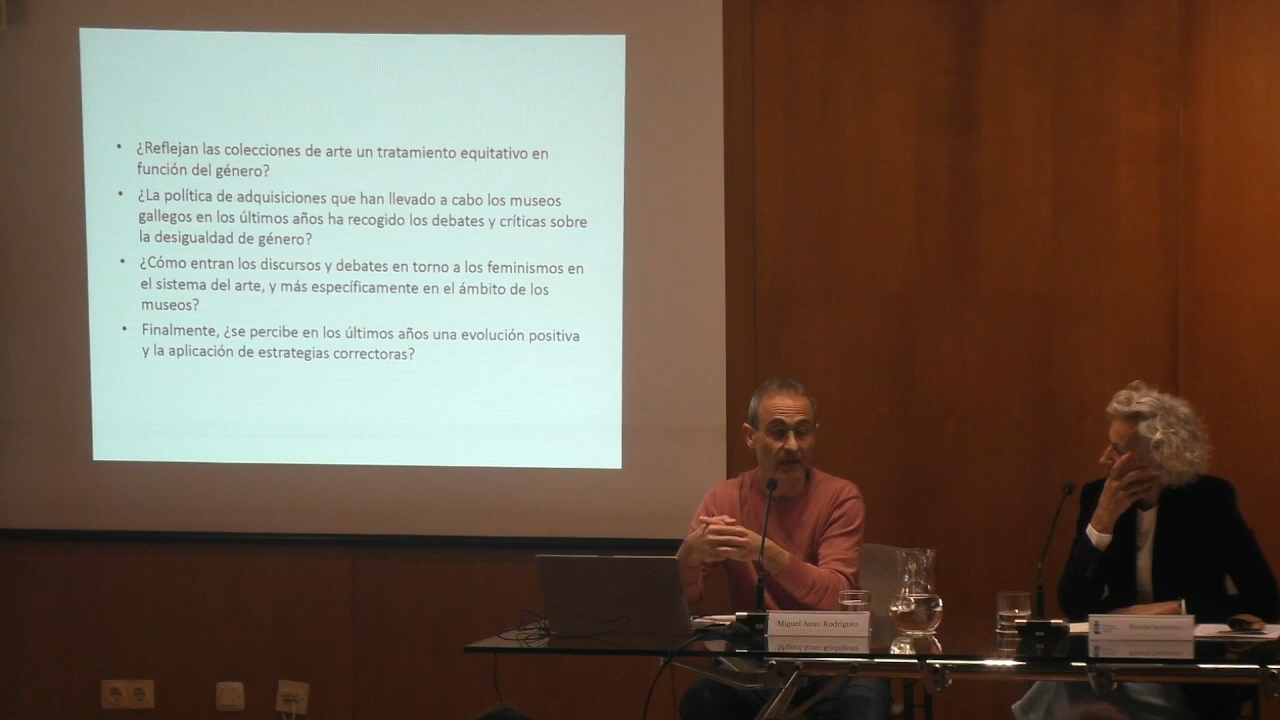 • ¿Reflejan las colecciones de arte un tratamiento equitativo en
función del género?
• ¿La política de adquisiciones que han llevado a cabo los museos
gallegos en los últimos años ha recogido los debates y críticas sobre
la desigualdad de género?
• ¿Cómo entran los discursos y debates en torno a los feminismos en
el sistema del arte, y más específicamente en el ámbito de los
museos?
• Finalmente, ¿se percibe en los últimos años una evolución positiva
y la aplicación de estrategias correctoras?
Miguel Anxo Rodríguez